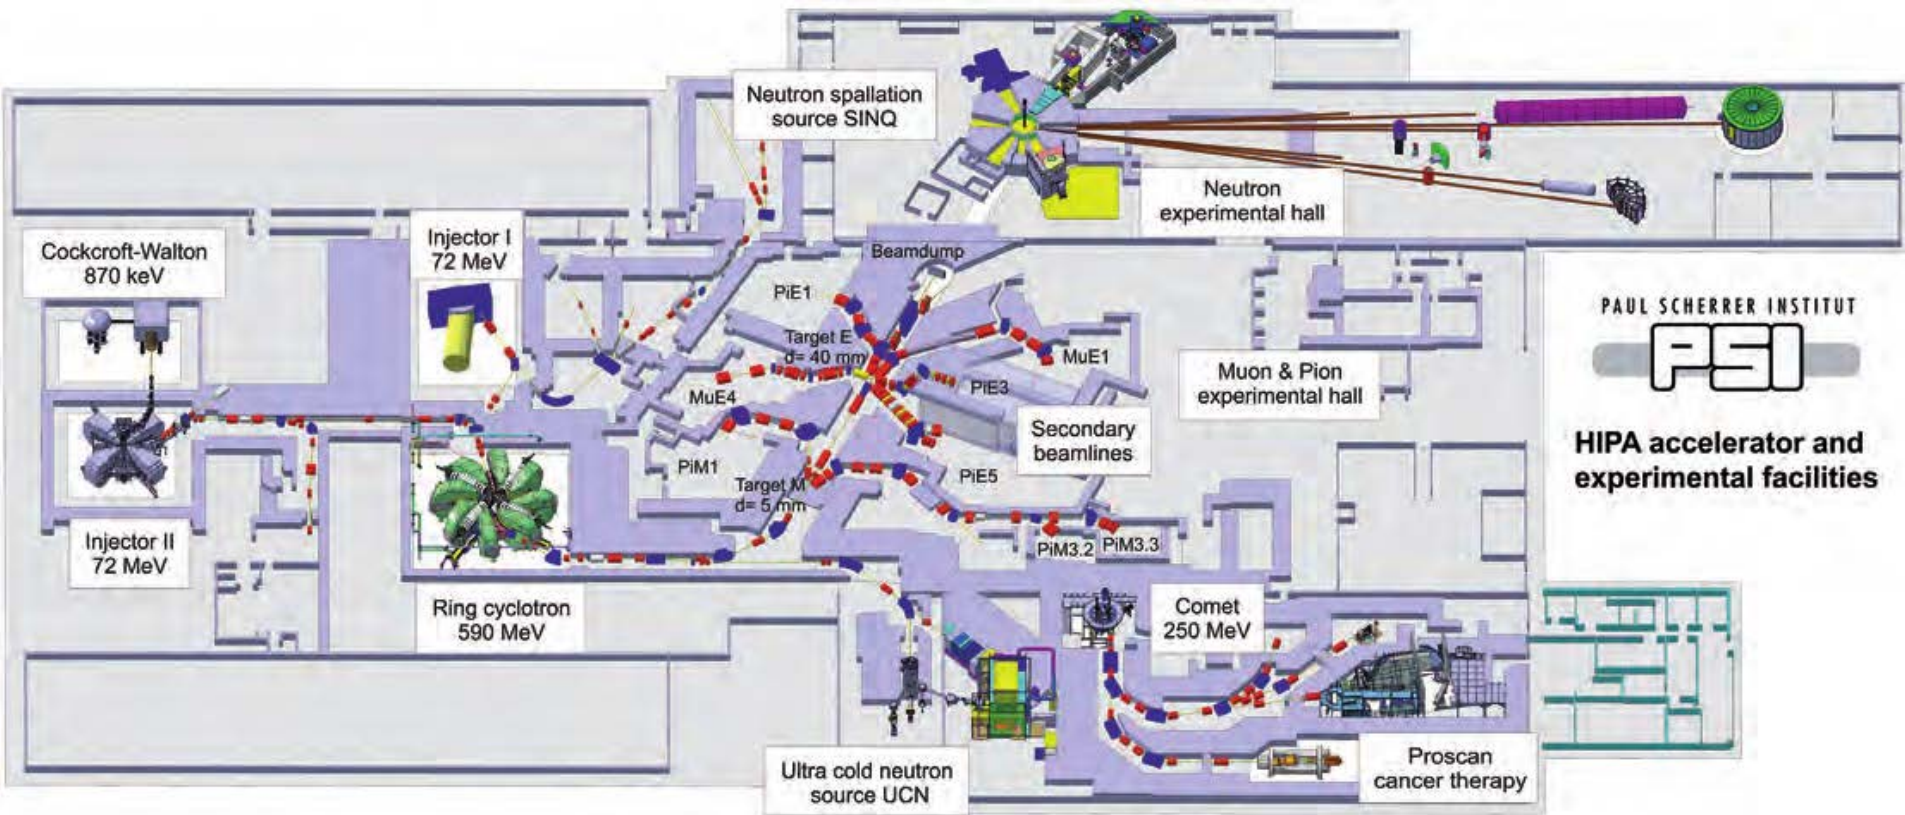 Neutron spallation
source SINQ
Neutron
experimental hall
Cockcroft-Walton
870 keV
Injector I
72 MeV
Beamdump
PiE1
Target E
d= 40 mm
MuE1
PiE3
MuE4
Muon & Pion
experimental hall
Secondary
beamlines
PiM1
PiE5
Target M
d= 5 mm
PiM3.2
PiM3.3
Injector II
72 MeV
Ring cyclotron
590 MeV
Comet
250 MeV
Ultra cold neutron
source UCN
Proscan
cancer therapy
PAUL SCHERRER INSTITUT
PSI
HIPA accelerator and
experimental facilities